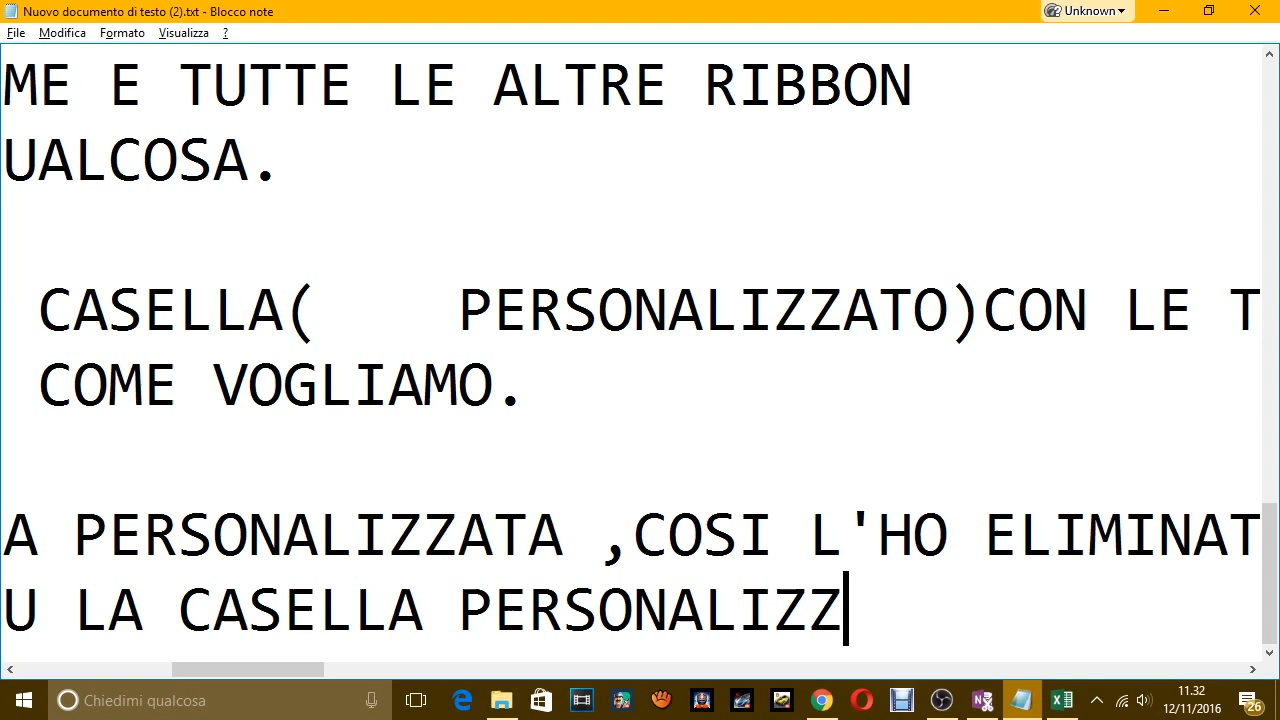 Nuovo documento di testo (2).txt - Blocco note
Unknown
File Modifica Formato Visualizza ?
ME E TUTTE LE ALTRE RIBBON
UALCOSA.
CASELLA(    PERSONALIZZATO)CON LE T
COME VOGLIAMO.
A PERSONALIZZATA ,COSI L'HO ELIMINAT
U LA CASELLA PERSONALIZZ
Chiedimi qualcosa
11.32
12/11/2016
26